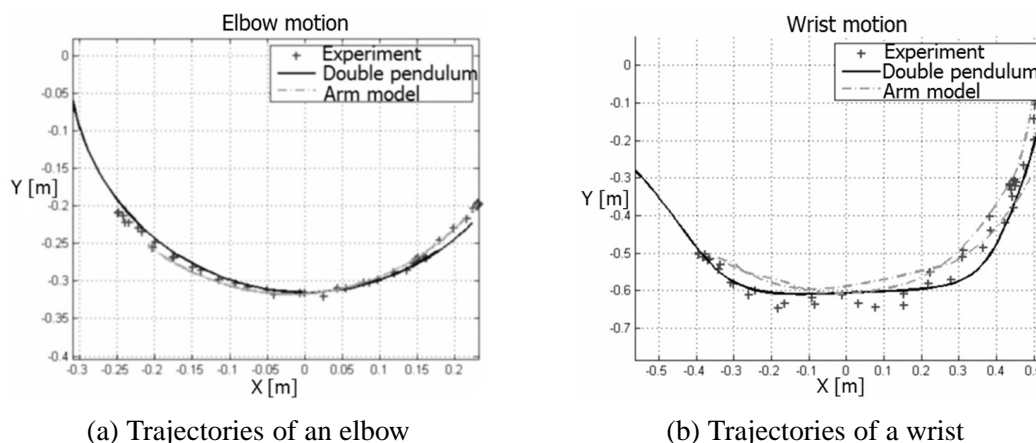 Elbow motion
Experiment
Double pendulum
Arm model
0
-0.05
-0.1
-0.15
Y [m]
-0.2
-0.25
-0.3
-0.35
-0.4
-0.3 -0.25 -0.2 -0.15 -0.1 -0.05 0 0.05 0.1 0.15 0.2
X [m]
(a) Trajectories of an elbow
Wrist motion
Experiment
Double pendulum
Arm model
0
-0.1
-0.2
-0.3
Y [m]
-0.4
-0.5
-0.6
-0.7
-0.5 -0.4 -0.3 -0.2 -0.1 0 0.1 0.2 0.3 0.4
X [m]
(b) Trajectories of a wrist